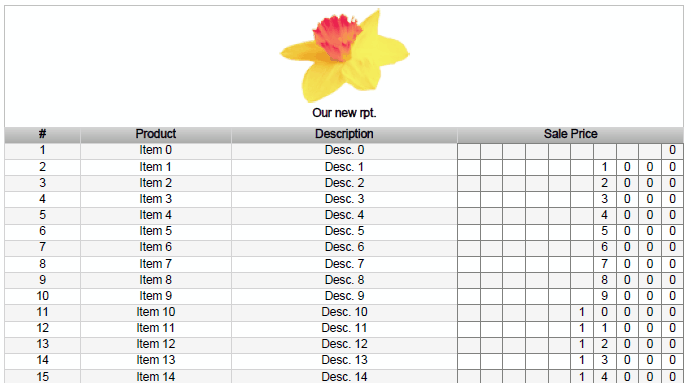 Our new rpt.
# Product Description Sale Price
1 Item 0 Desc. 0 0
2 Item 1 Desc. 1 1 0 0 0
3 Item 2 Desc. 2 2 0 0 0
4 Item 3 Desc. 3 3 0 0 0
5 Item 4 Desc. 4 4 0 0 0
6 Item 5 Desc. 5 5 0 0 0
7 Item 6 Desc. 6 6 0 0 0
8 Item 7 Desc. 7 7 0 0 0
9 Item 8 Desc. 8 8 0 0 0
10 Item 9 Desc. 9 9 0 0 0
11 Item 10 Desc. 10 1 0 0 0 0
12 Item 11 Desc. 11 1 1 0 0 0
13 Item 12 Desc. 12 1 2 0 0 0
14 Item 13 Desc. 13 1 3 0 0 0
15 Item 14 Desc. 14 1 4 0 0 0